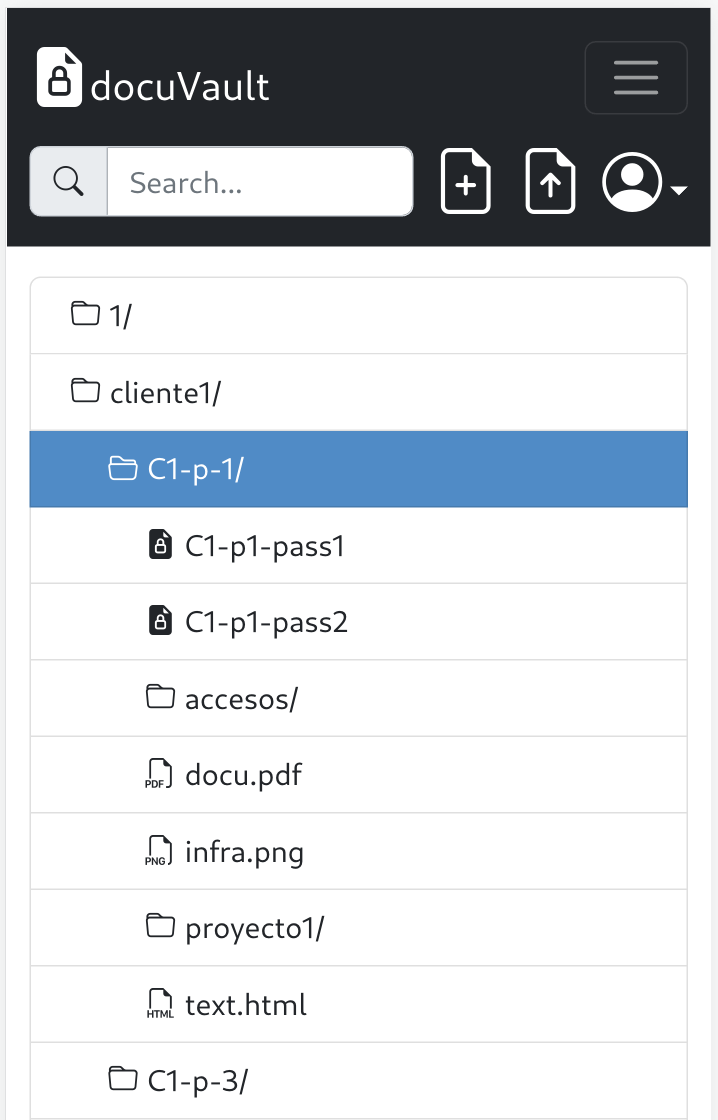 docuVault
Search...
1/
cliente1/
C1-p-1/
C1-p1-pass1
C1-p1-pass2
accesos/
PDF docu.pdf
PNG infra.png
proyecto1/
HTML text.html
C1-p-3/